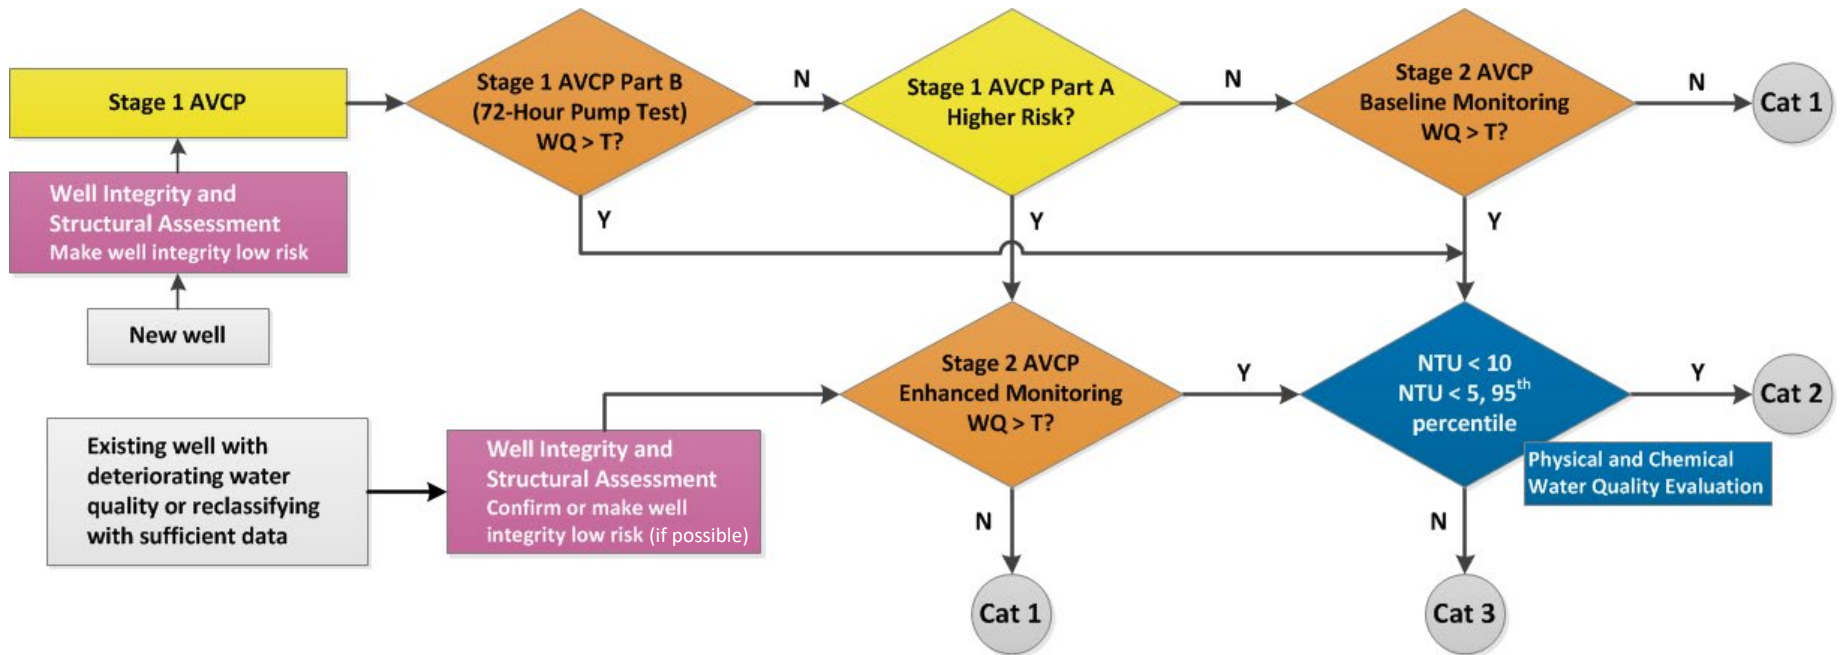 Stage 1 AVCP
Well Integrity and
Structural Assessment
Make well integrity low risk
New well
Stage 1 AVCP Part B
(72-Hour Pump Test)
WQ > T?
N
Y
Stage 1 AVCP Part A
Higher Risk?
N
Y
Stage 2 AVCP
Baseline Monitoring
WQ > T?
N
Y
Cat 1
Existing well with
deteriorating water
quality or reclassifying
with sufficient data
Well Integrity and
Structural Assessment
Confirm or make well
integrity low risk (if possible)
Stage 2 AVCP
Enhanced Monitoring
WQ > T?
Y
N
Cat 1
NTU < 10
NTU < 5, 95th
percentile
Physical and Chemical
Water Quality Evaluation
Y
Cat 2
N
Cat 3